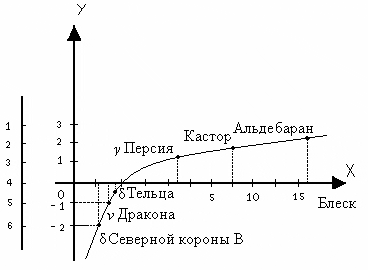 Y
1
2
3
4
5
6
3
2
1
0
- 1
- 2
γ Персия
Кастор
Альдебаран
X
δ Тельца
5
10
15
Блеск
ν Дракона
δ Северной короны В